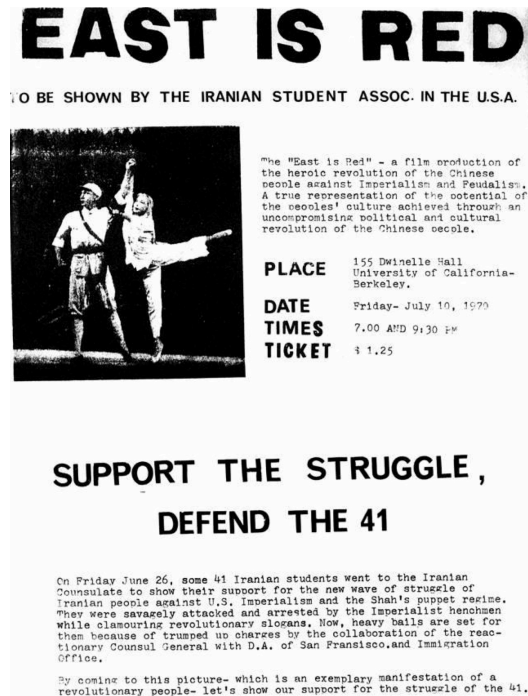 EAST IS RED
TO BE SHOWN BY THE IRANIAN STUDENT ASSOC. IN THE U.S.A.
The "East is Red" - a film production of
the heroic revolution of the Chinese
people against Imperialism and Feudalism.
A true representation of the potential of
the peoples' culture achieved through an
uncompromising political and cultural
revolution of the Chinese people.
PLACE 155 Dwinelle Hall
University of California-
Berkeley.
DATE Friday- July 10, 1970
TIMES 7.00 AND 9:30 PM
TICKET $ 1.25
SUPPORT THE STRUGGLE,
DEFEND THE 41
On Friday June 26, some 41 Iranian students went to the Iranian
Counsulate to show their support for the new wave of struggle of
Iranian people against U.S. Imperialism and the Shah's puppet regime.
They were savagely attacked and arrested by the Imperialist henchmen
while clamouring revolutionary slogans. Now, heavy bails are set for
them because of trumped up charges by the collaboration of the reac-
tionary Counsul General with D.A. of San Fransisco.and Immigration
Office.
By coming to this picture- which is an exemplary manifestation of a
revolutionary people- let's show our support for the struggle of the 41.